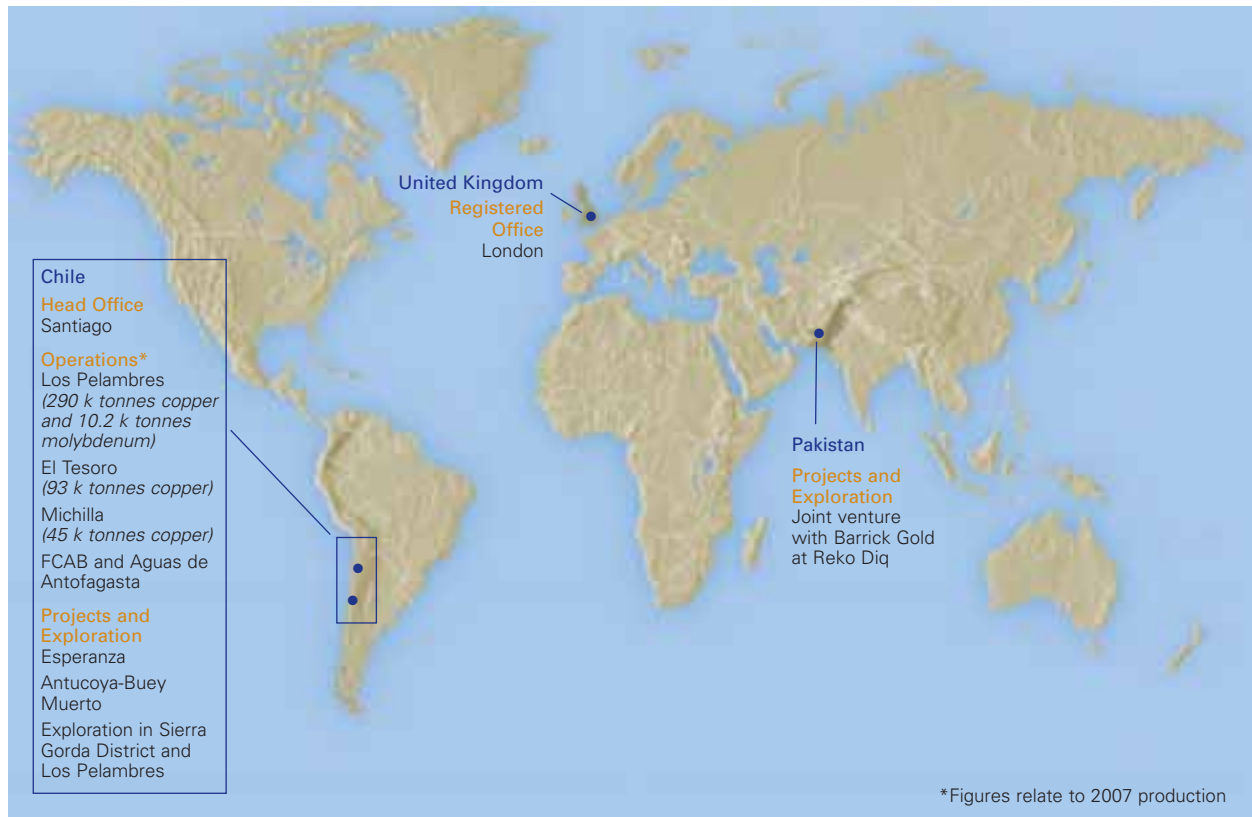 United Kingdom
Registered
Office
London
Chile
Head Office
Santiago
Operations*
Los Pelambres
(290 k tonnes copper
and 10.2 k tonnes
molybdenum)
El Tesoro
(93 k tonnes copper)
Michilla
(45 k tonnes copper)
FCAB and Aguas de
Antofagasta
Projects and
Exploration
Esperanza
Antucoya-Buey
Muerto
Exploration in Sierra
Gorda District and
Los Pelambres
Pakistan
Projects and
Exploration
Joint venture
with Barrick Gold
at Reko Diq
*Figures relate to 2007 production